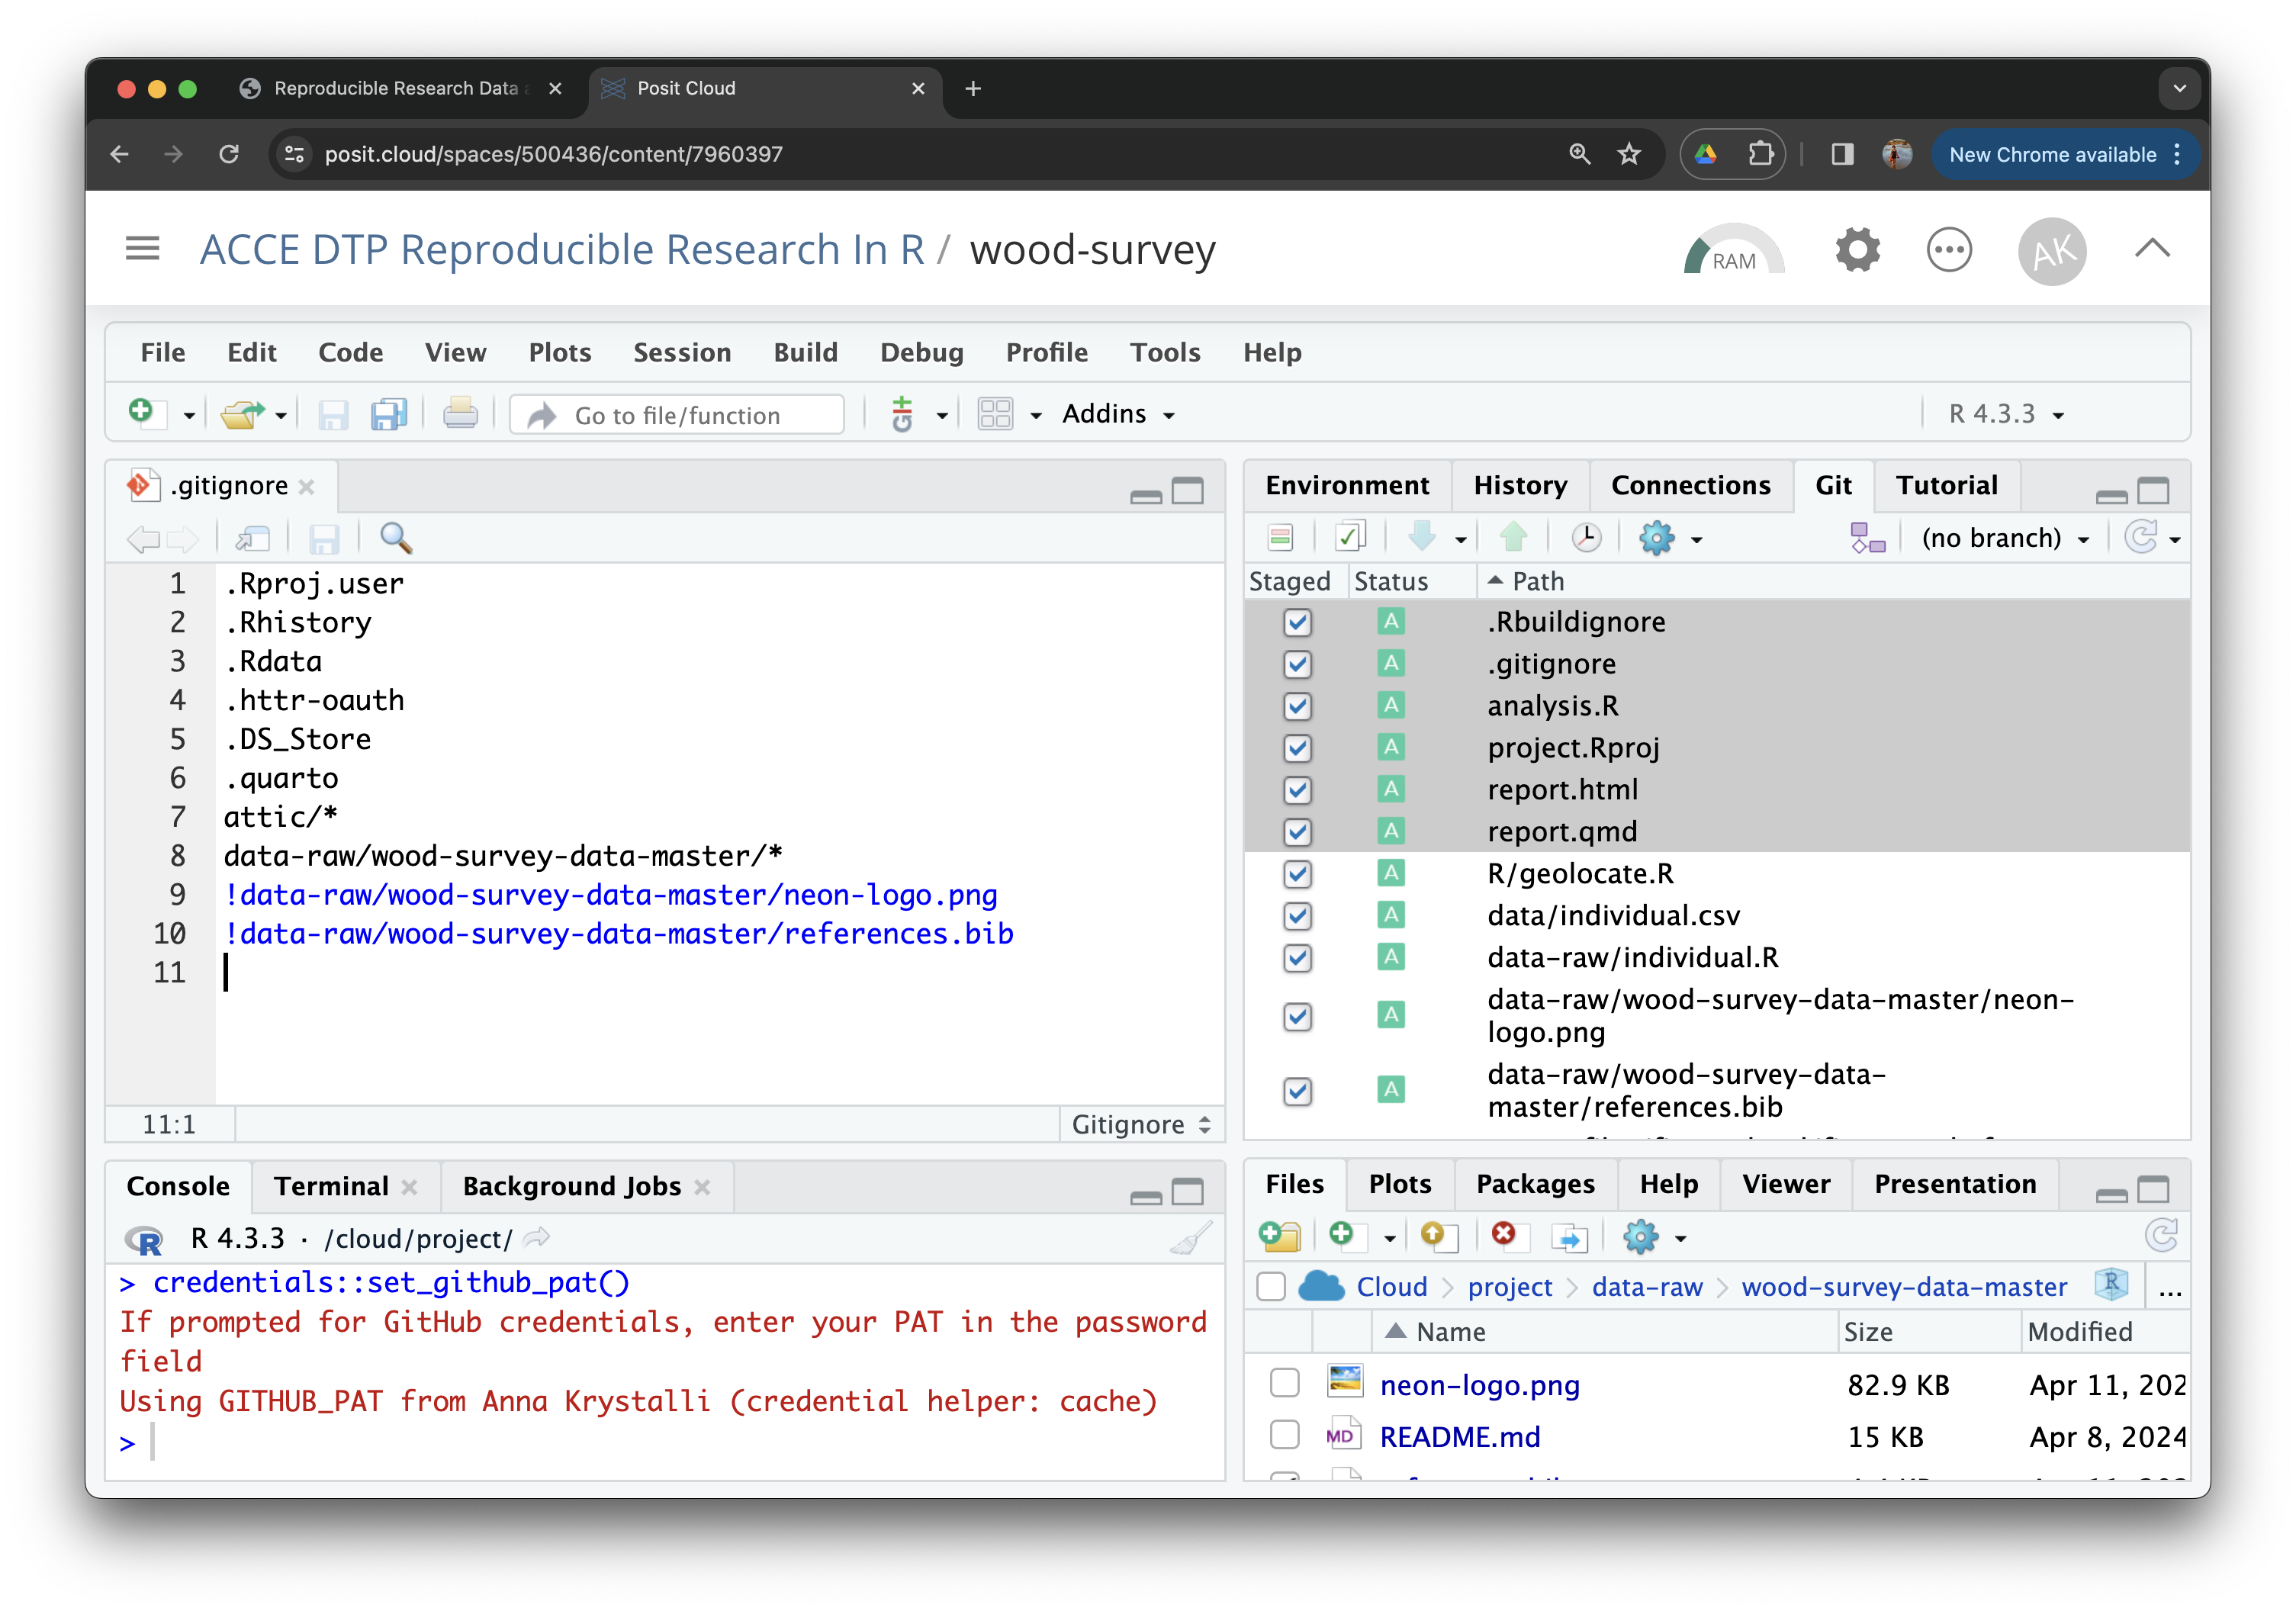 Reproducible Research Data a
Posit Cloud
posit.cloud/spaces/500436/content/7960397
New Chrome available
ACCE DTP Reproducible Research In R / wood-survey
RAM
AK
File Edit Code View Plots Session Build Debug Profile Tools Help
Go to file/function
Addins
R 4.3.3
.gitignore
1 .Rproj.user
2 .Rhistory
3 .Rdata
4 .httr-oauth
5 .DS_Store
6 .quarto
7 attic/*
8 data-raw/wood-survey-data-master/*
9 !data-raw/wood-survey-data-master/neon-logo.png
10 !data-raw/wood-survey-data-master/references.bib
11
11:1
Gitignore
Environment History Connections Git Tutorial
(no branch)
Staged Status Path
A .Rbuildignore
A .gitignore
A analysis.R
A project.Rproj
A report.html
A report.qmd
A R/geolocate.R
A data/individual.csv
A data-raw/individual.R
A data-raw/wood-survey-data-master/neon-
logo.png
A data-raw/wood-survey-data-
master/references.bib
Console Terminal Background Jobs
R 4.3.3 · /cloud/project/
> credentials::set_github_pat()
If prompted for GitHub credentials, enter your PAT in the password
field
Using GITHUB_PAT from Anna Krystalli (credential helper: cache)
>
Files Plots Packages Help Viewer Presentation
Cloud project data-raw wood-survey-data-master R ...
Name Size Modified
neon-logo.png 82.9 KB Apr 11, 202
MD README.md 15 KB Apr 8, 2024